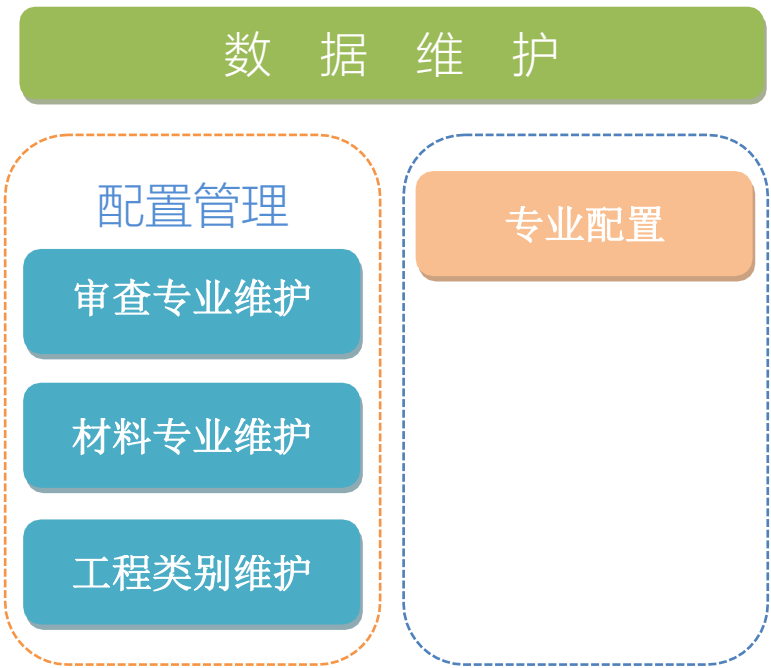 数 据 维 护
配置管理
审查专业维护
材料专业维护
工程类别维护
专业配置